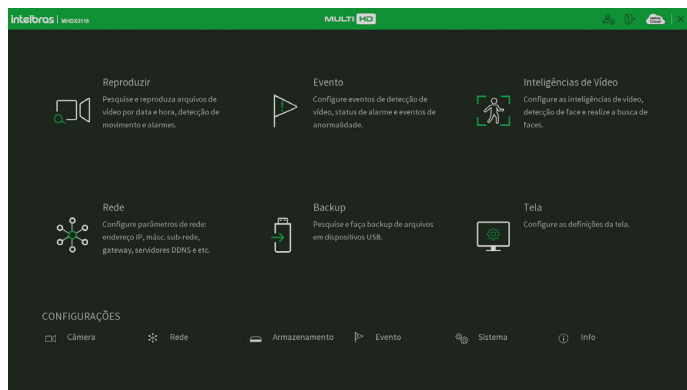 intelbras | MHDX3116
MULTI HD
Reproduzir
Pesquise e reproduza arquivos de
vídeo por data e hora, detecção de
movimento e alarmes.
Evento
Configure eventos de detecção de
vídeo, status de alarme e eventos de
anormalidade.
Inteligências de Vídeo
Configure as inteligências de vídeo,
detecção de face e realize a busca de
faces.
Rede
Configure parâmetros de rede:
endereço IP, másc. sub-rede,
gateway, servidores DDNS e etc.
Backup
Pesquise e faça backup de arquivos
em dispositivos USB.
Tela
Configure as definições da tela.
CONFIGURAÇÕES
Câmera
Rede
Armazenamento
Evento
Sistema
Info